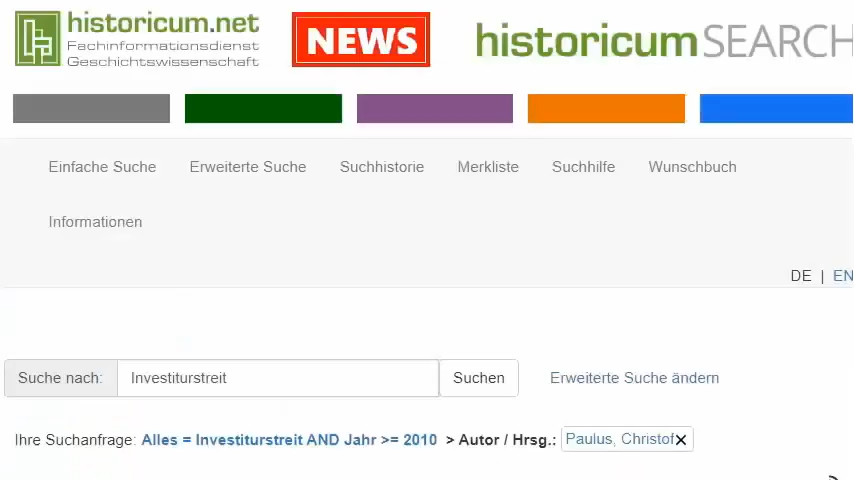 historicum.net
Fachinformationsdienst
Geschichtswissenschaft
NEWS
historicumSEARCH
Einfache Suche Erweiterte Suche Suchhistorie Merkliste Suchhilfe Wunschbuch
Informationen
DE | EN
Suche nach: Investiturstreit Suchen Erweiterte Suche ändern
Ihre Suchanfrage: Alles = Investiturstreit AND Jahr >= 2010 > Autor / Hrsg.: Paulus, Christof